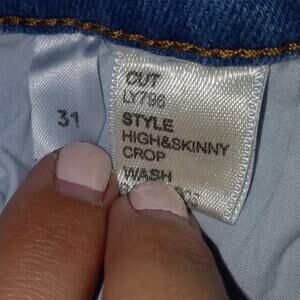 31
CUT
LY796
STYLE
HIGH&SKINNY
CROP
WASH